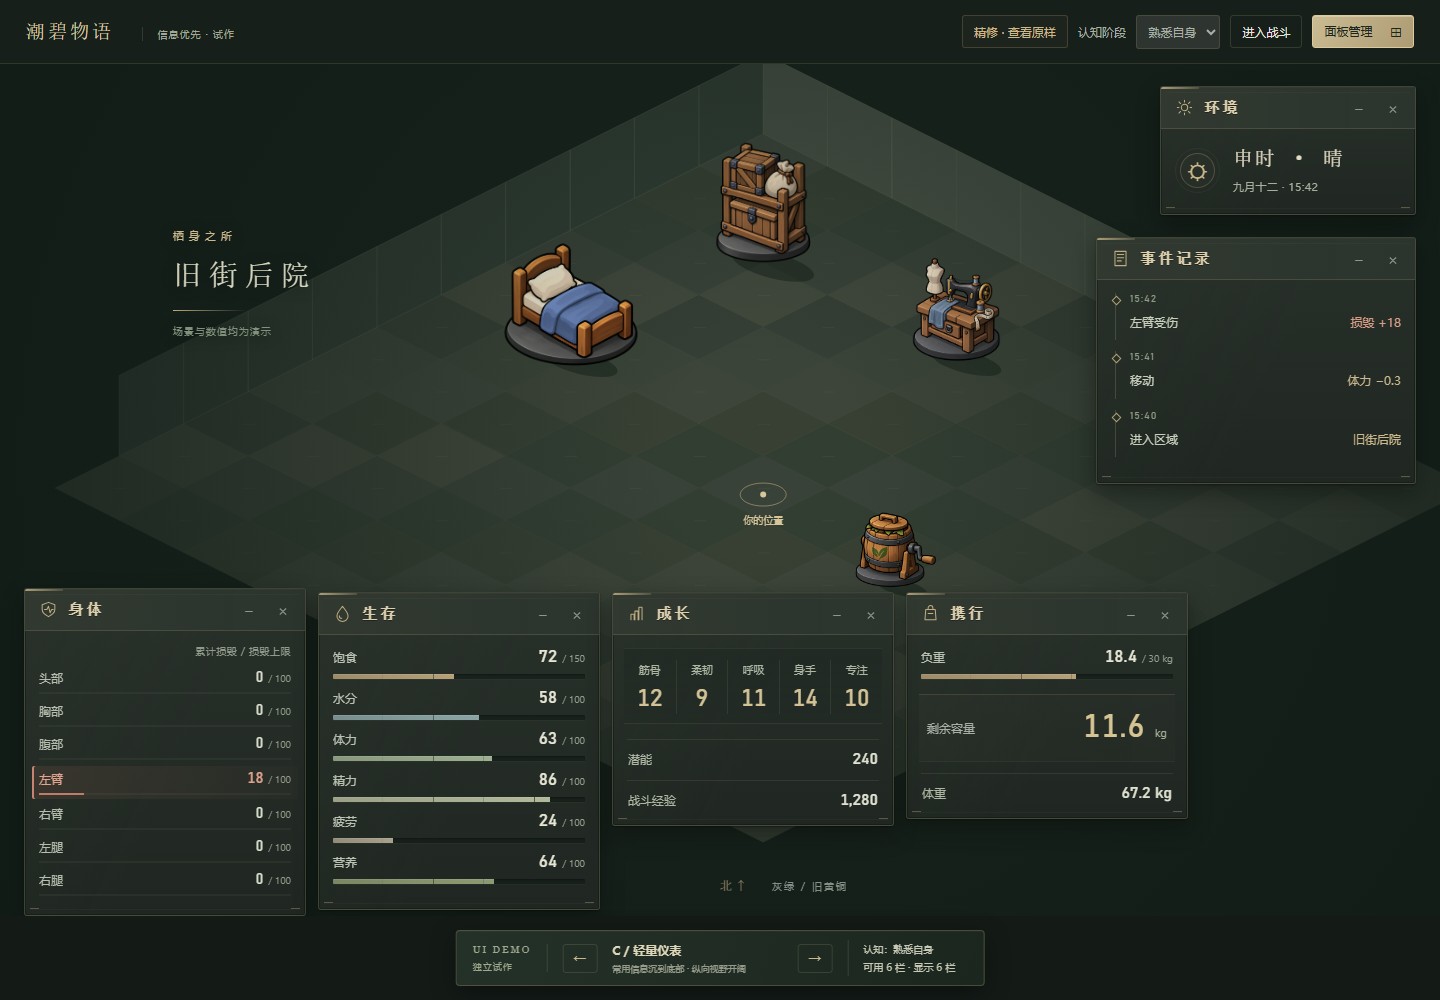 潮碧物语
信息优先 · 试作
精修 · 查看原样
认知阶段
熟悉自身
进入战斗
面板管理
环境
申时 · 晴
九月十二 · 15:42
栖身之所
旧街后院
场景与数值均为演示
事件记录
15:42
左臂受伤 损毁 +18
15:41
移动 体力 −0.3
15:40
进入区域 旧街后院
你的位置
身体
累计损毁 / 损毁上限
头部 0 / 100
胸部 0 / 100
腹部 0 / 100
左臂 18 / 100
右臂 0 / 100
左腿 0 / 100
右腿 0 / 100
生存
饱食 72 / 150
水分 58 / 100
体力 63 / 100
精力 86 / 100
疲劳 24 / 100
营养 64 / 100
成长
筋骨 柔韧 呼吸 身手 专注
12 9 11 14 10
潜能 240
战斗经验 1,280
携行
负重 18.4 / 30 kg
剩余容量 11.6 kg
体重 67.2 kg
北 ↑ 灰绿 / 旧黄铜
UI DEMO
独立试作
←
C / 轻量仪表
常用信息沉到底部 · 纵向视野开阔
→
认知：熟悉自身
可用 6 栏 · 显示 6 栏